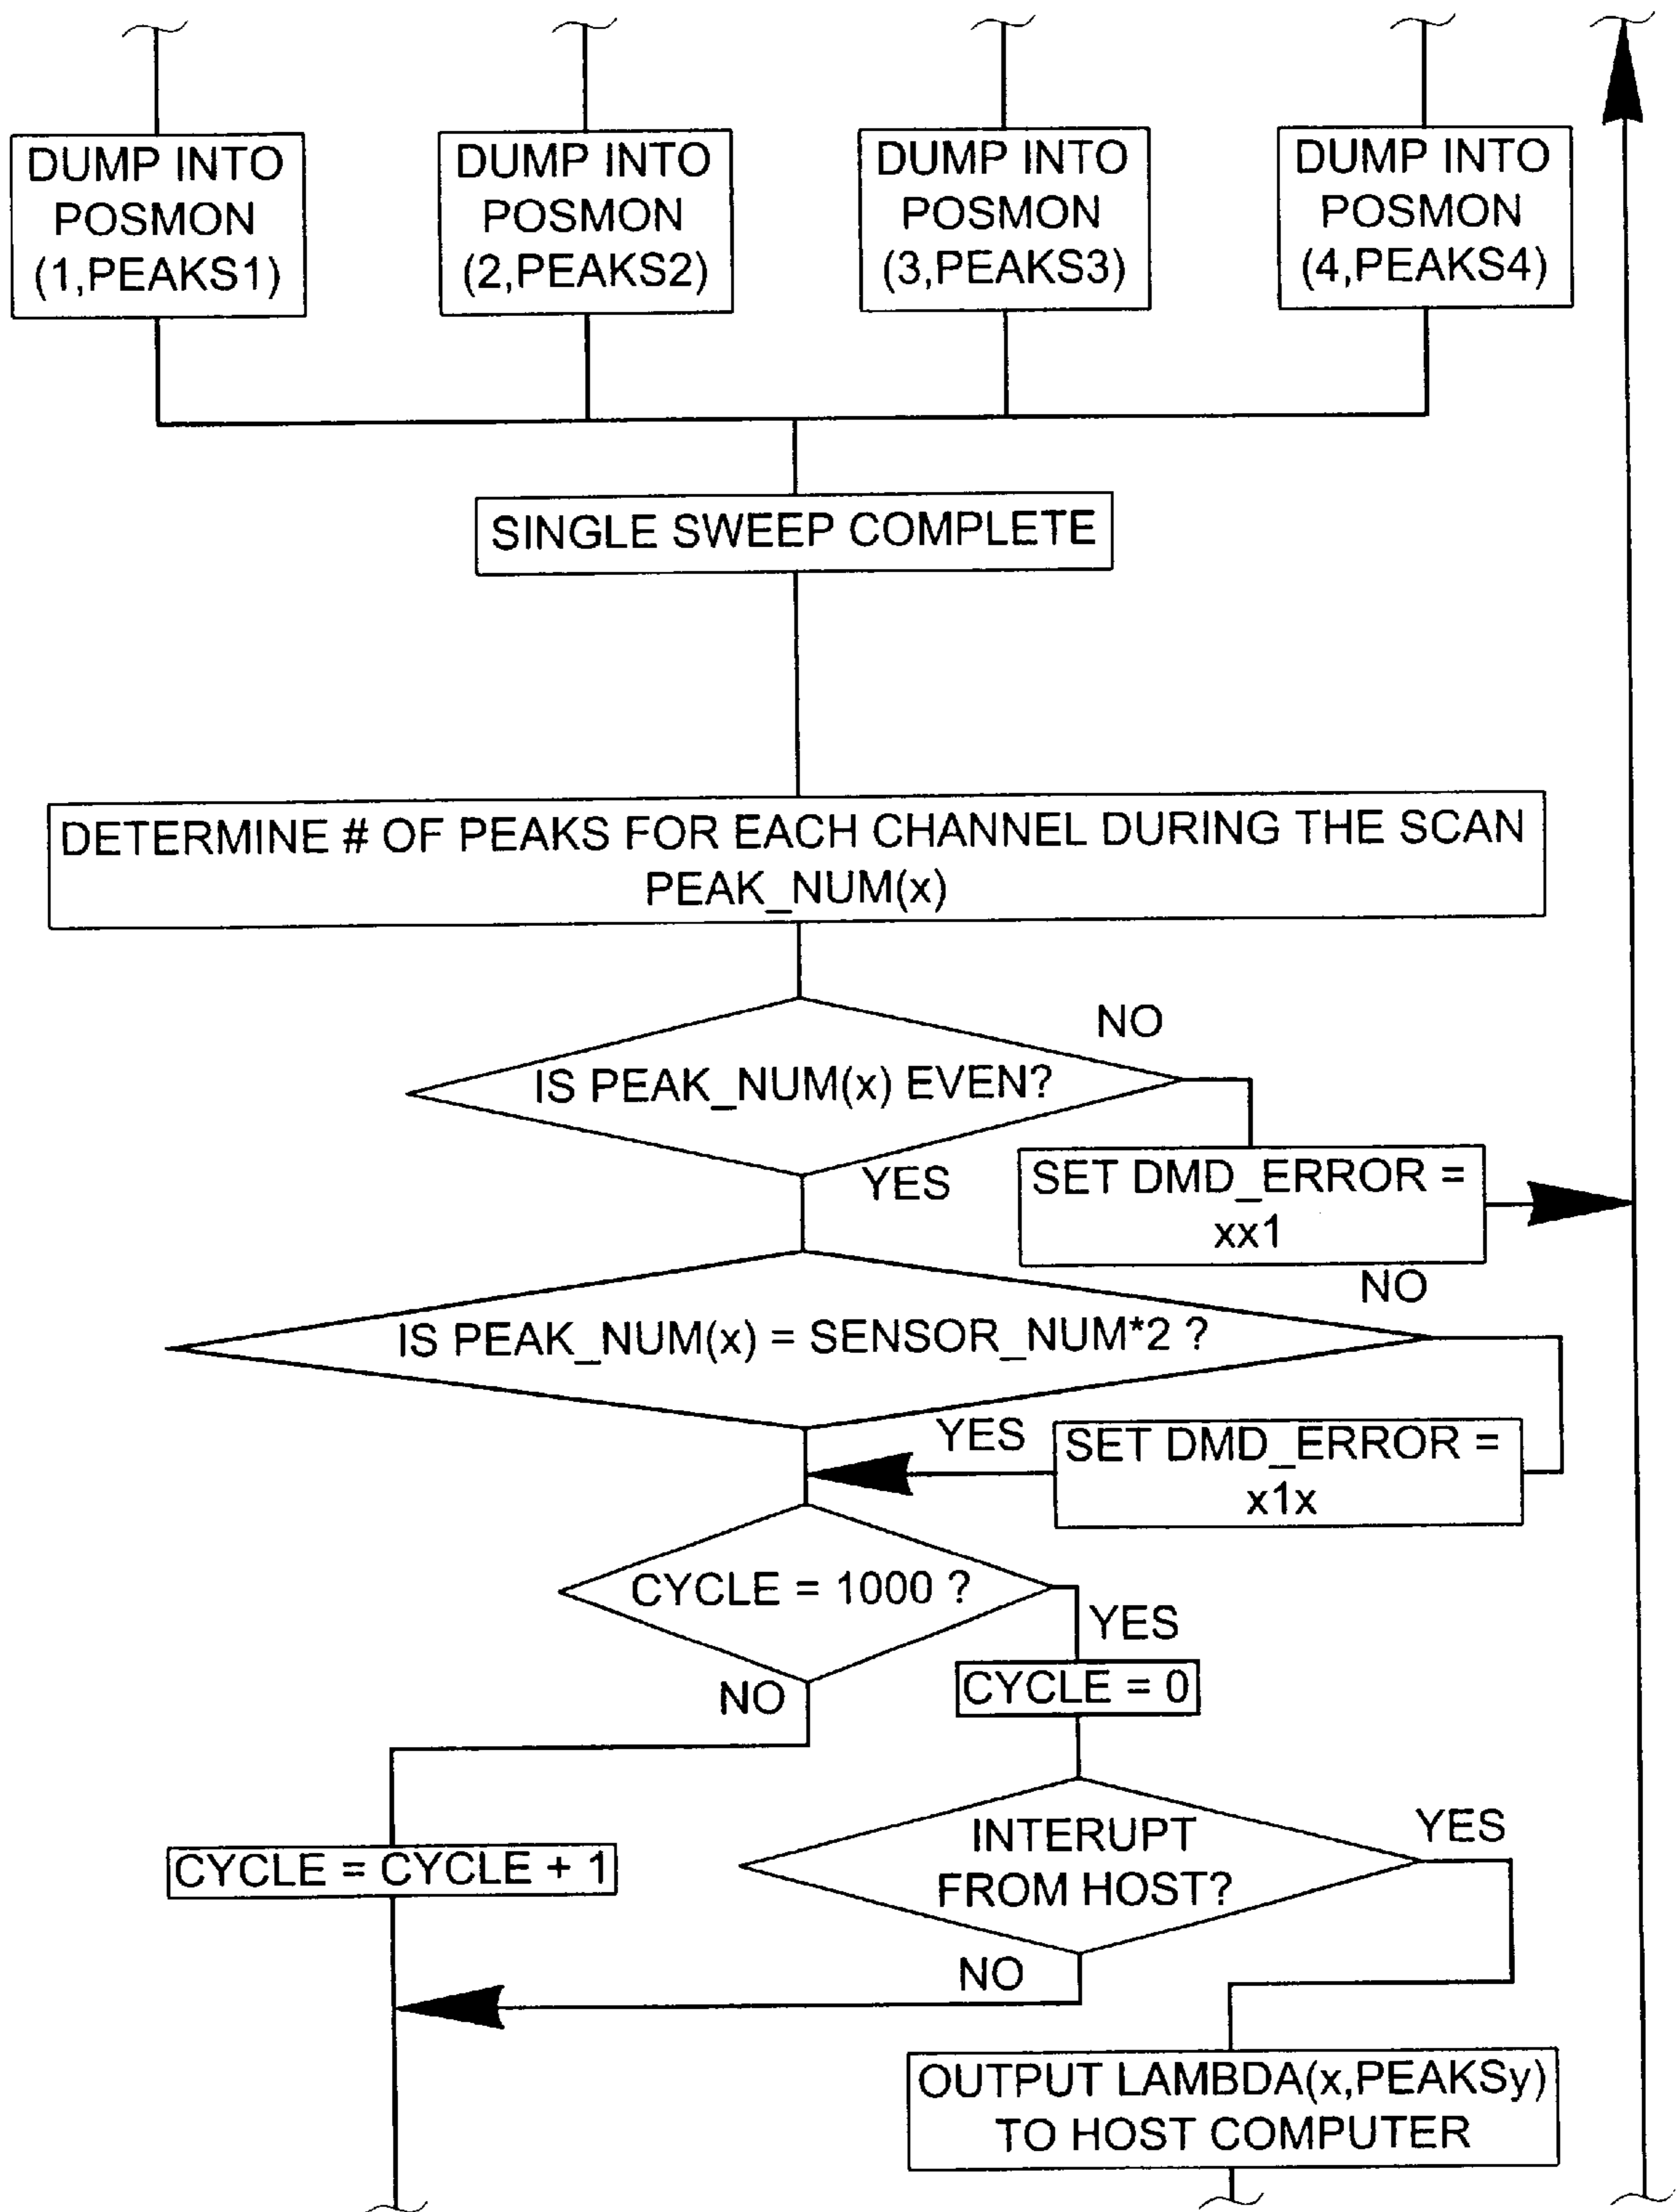 DUMP INTO
POSMON
(1,PEAKS1)
DUMP INTO
POSMON
(2,PEAKS2)
DUMP INTO
POSMON
(3,PEAKS3)
DUMP INTO
POSMON
(4,PEAKS4)
SINGLE SWEEP COMPLETE
DETERMINE # OF PEAKS FOR EACH CHANNEL DURING THE SCAN
PEAK_NUM(x)
NO
IS PEAK_NUM(x) EVEN?
YES
SET DMD_ERROR =
xx1
NO
IS PEAK_NUM(x) = SENSOR_NUM*2 ?
YES
SET DMD_ERROR =
x1x
CYCLE = 1000 ?
YES
NO
CYCLE = 0
CYCLE = CYCLE + 1
INTERUPT
FROM HOST?
YES
NO
OUTPUT LAMBDA(x,PEAKSy)
TO HOST COMPUTER